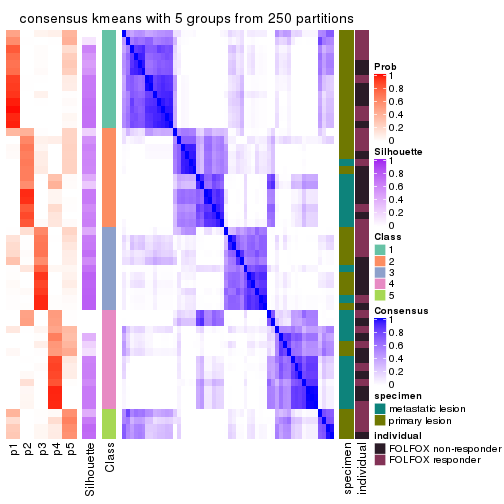 consensus kmeans with 5 groups from 250 partitions
Prob
1
0.8
0.6
0.4
0.2
0
Silhouette
1
0.8
0.6
0.4
0.2
0
Class
1
2
3
4
5
Consensus
1
0.8
0.6
0.4
0.2
0
specimen
metastatic lesion
primary lesion
individual
FOLFOX non-responder
FOLFOX responder
p1
p2
p3
p4
p5
Silhouette
Class
specimen
individual